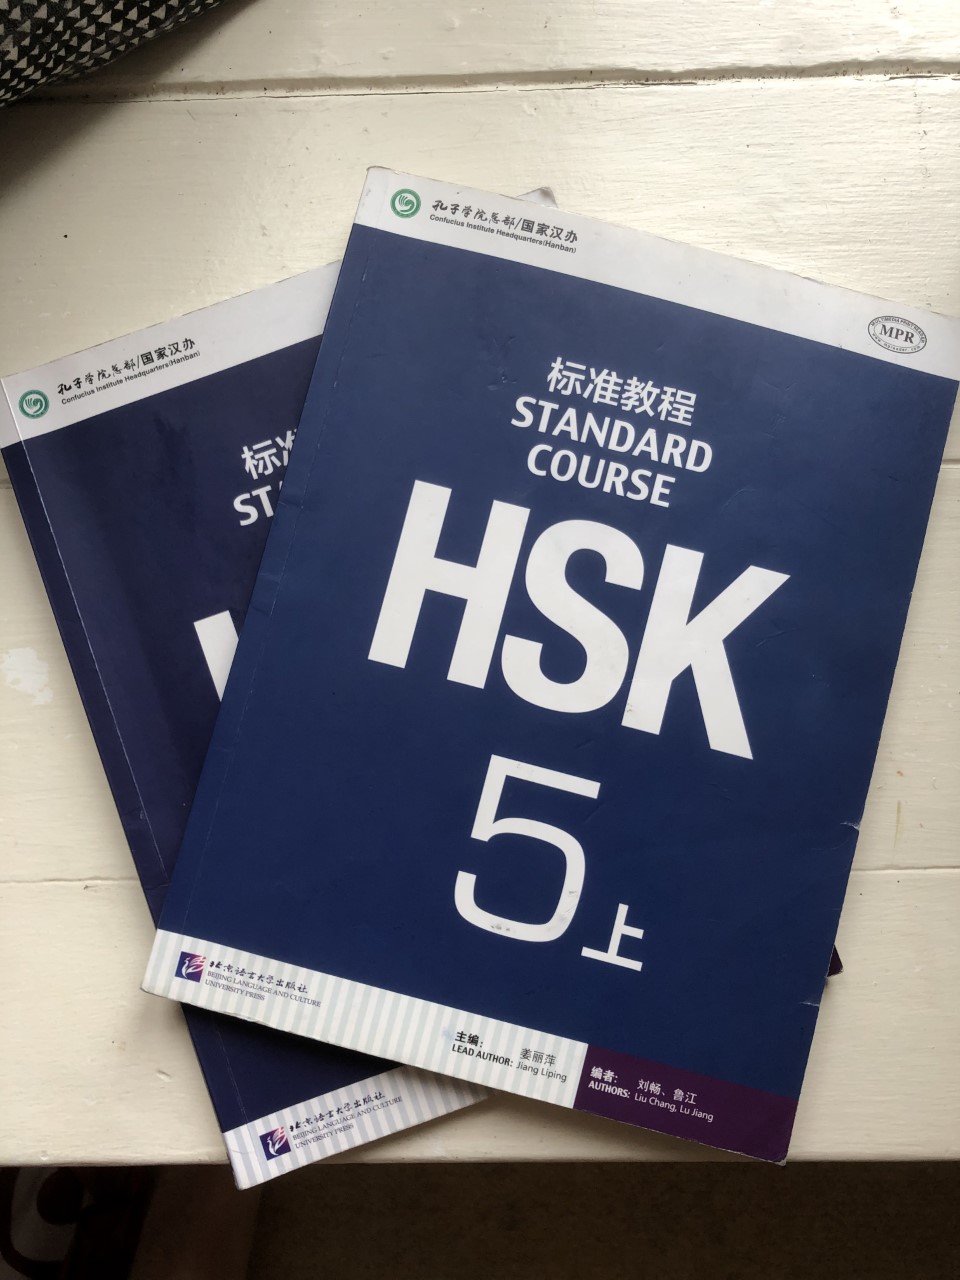 孔子学院总部/国家汉办
Confucius Institute Headquarters(Hanban)
MULTIMEDIA PRINT READER
MPR
标准教程
STANDARD
COURSE
HSK
5上
北京语言大学出版社
BEIJING LANGUAGE AND CULTURE
UNIVERSITY PRESS
主编: 姜丽萍
LEAD AUTHOR: Jiang Liping
编者: 刘畅、鲁江
AUTHORS: Liu Chang, Lu Jiang
孔子学院总部/国家汉办
Confucius Institute Headquarters(Hanban)
标
ST
北京语言大学出版社
BEIJING LANGUAGE AND CULTURE
UNIVERSITY PRESS